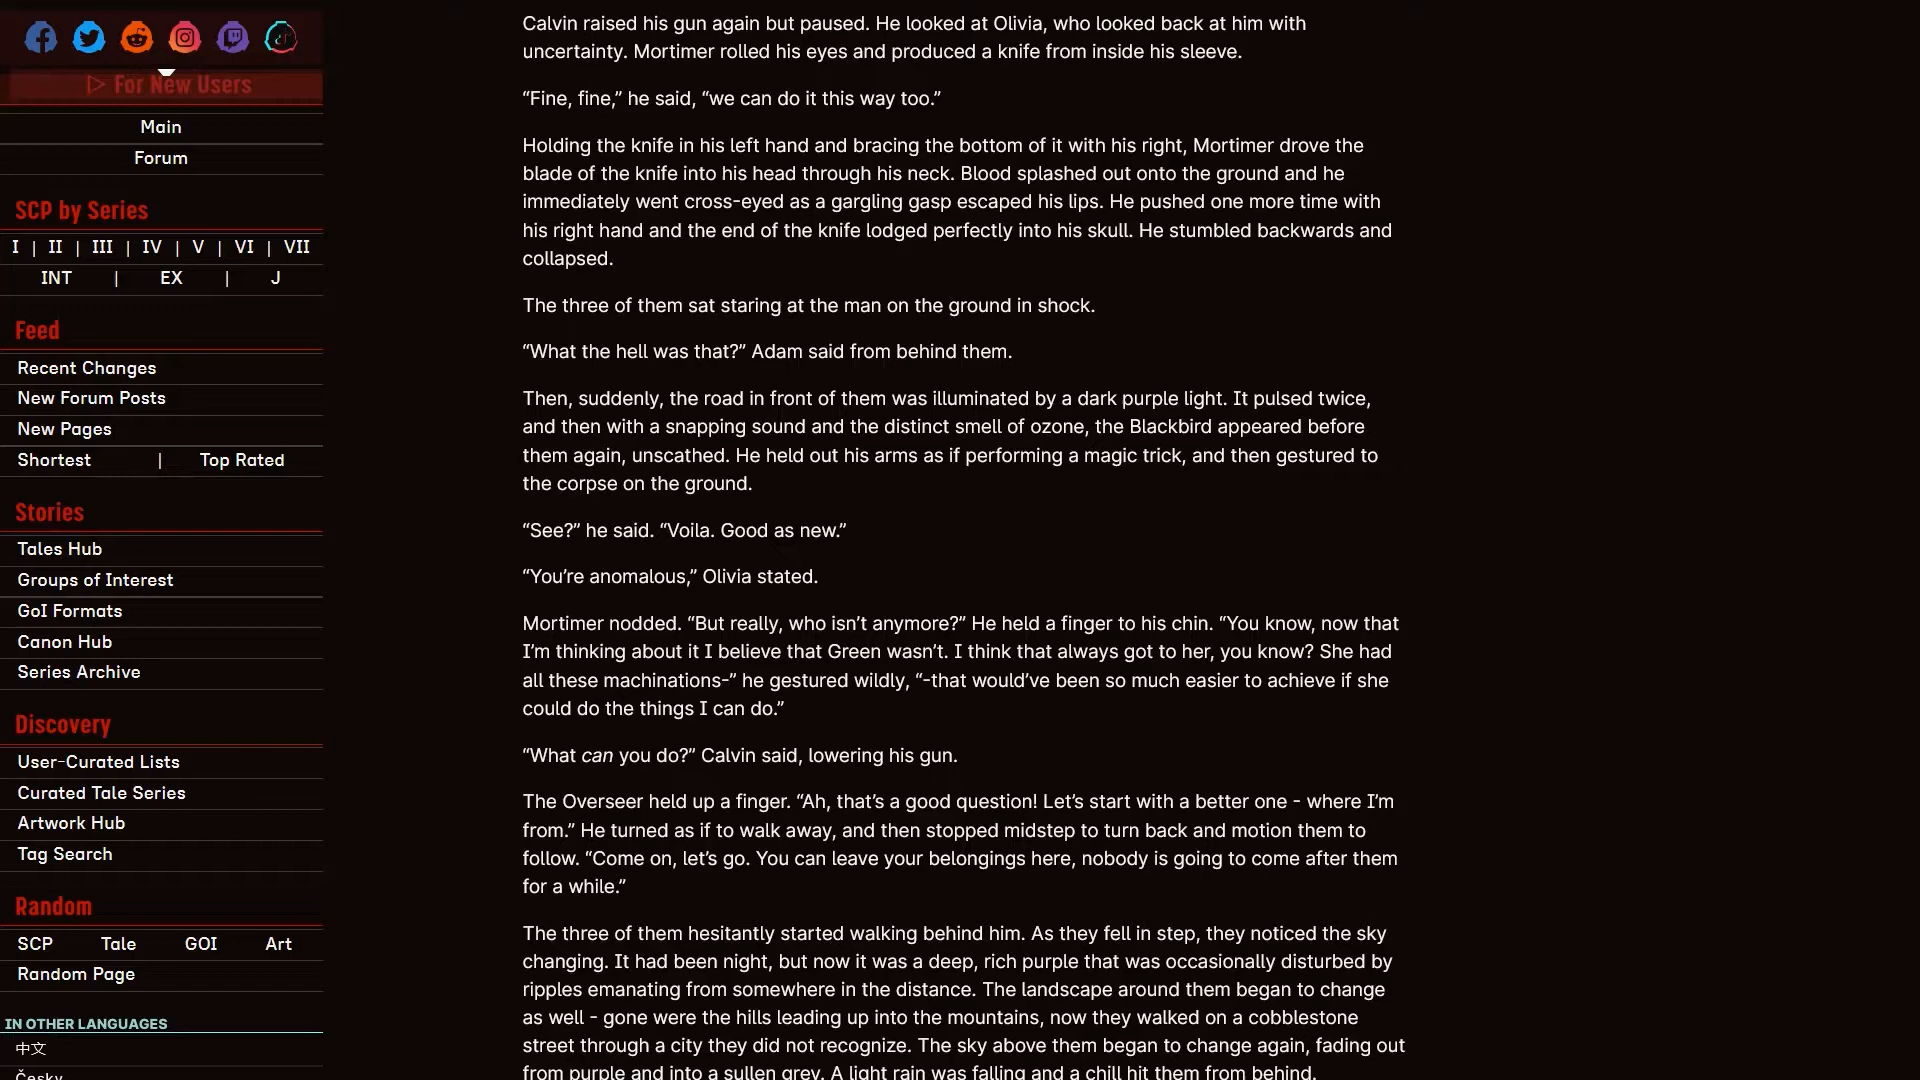 ▷ For New Users
Main
Forum
SCP by Series
I | II | III | IV | V | VI | VII
INT | EX | J
Feed
Recent Changes
New Forum Posts
New Pages
Shortest | Top Rated
Stories
Tales Hub
Groups of Interest
GoI Formats
Canon Hub
Series Archive
Discovery
User-Curated Lists
Curated Tale Series
Artwork Hub
Tag Search
Random
SCP Tale GOI Art
Random Page
IN OTHER LANGUAGES
中文
Česky
Calvin raised his gun again but paused. He looked at Olivia, who looked back at him with
uncertainty. Mortimer rolled his eyes and produced a knife from inside his sleeve.
“Fine, fine,” he said, “we can do it this way too.”
Holding the knife in his left hand and bracing the bottom of it with his right, Mortimer drove the
blade of the knife into his head through his neck. Blood splashed out onto the ground and he
immediately went cross-eyed as a gargling gasp escaped his lips. He pushed one more time with
his right hand and the end of the knife lodged perfectly into his skull. He stumbled backwards and
collapsed.
The three of them sat staring at the man on the ground in shock.
“What the hell was that?” Adam said from behind them.
Then, suddenly, the road in front of them was illuminated by a dark purple light. It pulsed twice,
and then with a snapping sound and the distinct smell of ozone, the Blackbird appeared before
them again, unscathed. He held out his arms as if performing a magic trick, and then gestured to
the corpse on the ground.
“See?” he said. “Voila. Good as new.”
“You’re anomalous,” Olivia stated.
Mortimer nodded. “But really, who isn’t anymore?” He held a finger to his chin. “You know, now that
I’m thinking about it I believe that Green wasn’t. I think that always got to her, you know? She had
all these machinations-” he gestured wildly, “-that would’ve been so much easier to achieve if she
could do the things I can do.”
“What can you do?” Calvin said, lowering his gun.
The Overseer held up a finger. “Ah, that’s a good question! Let’s start with a better one - where I’m
from.” He turned as if to walk away, and then stopped midstep to turn back and motion them to
follow. “Come on, let’s go. You can leave your belongings here, nobody is going to come after them
for a while.”
The three of them hesitantly started walking behind him. As they fell in step, they noticed the sky
changing. It had been night, but now it was a deep, rich purple that was occasionally disturbed by
ripples emanating from somewhere in the distance. The landscape around them began to change
as well - gone were the hills leading up into the mountains, now they walked on a cobblestone
street through a city they did not recognize. The sky above them began to change again, fading out
from purple and into a sullen grey. A light rain was falling and a chill hit them from behind.